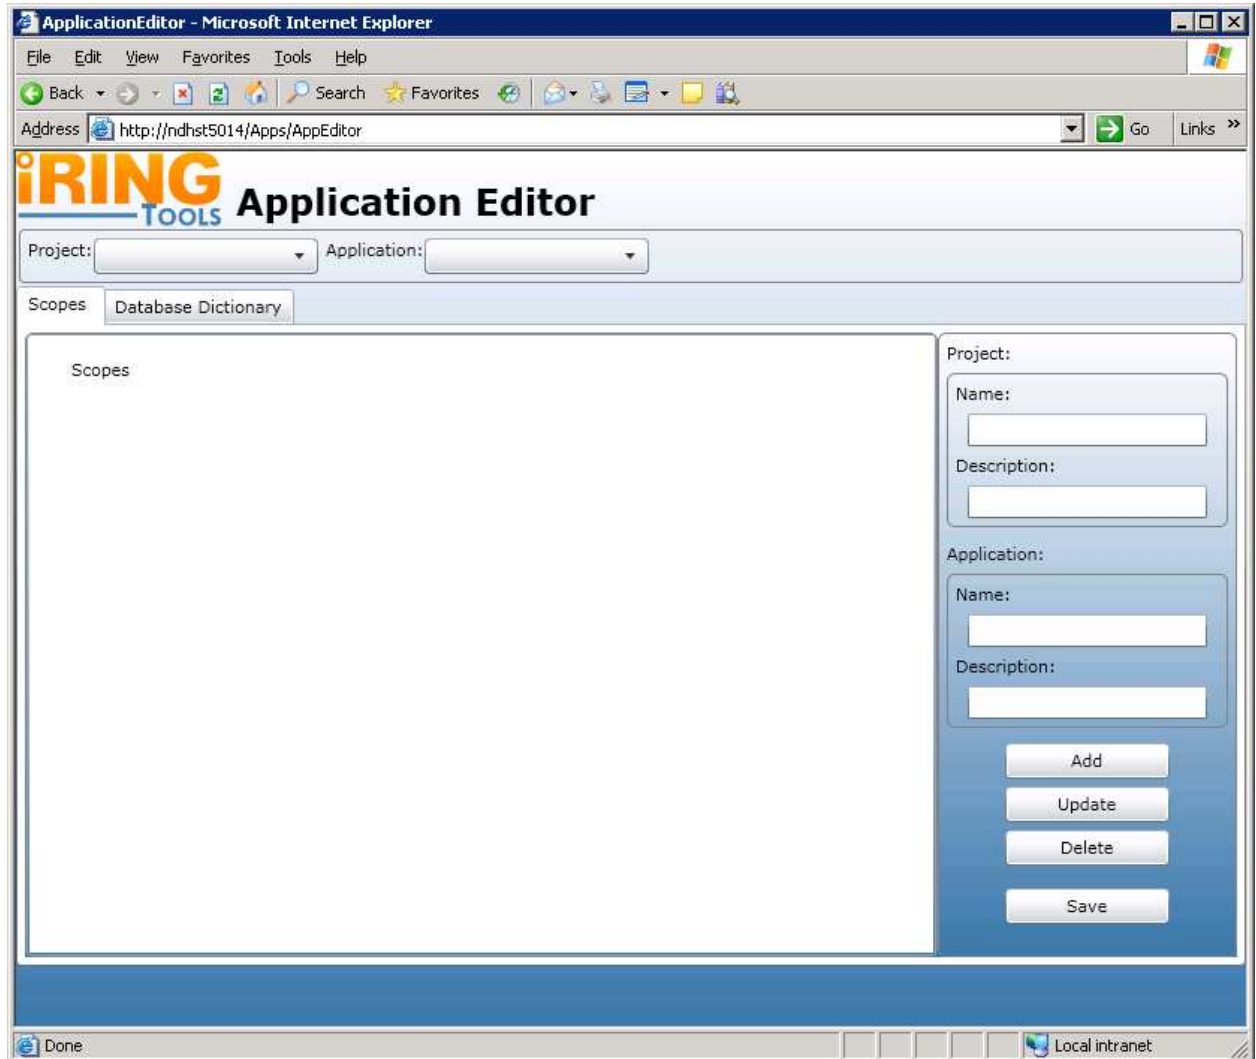 ApplicationEditor - Microsoft Internet Explorer
File Edit View Favorites Tools Help
Back Search Favorites
Address http://ndhst5014/Apps/AppEditor Go Links »
iRING
TOOLS Application Editor
Project: Application:
Scopes Database Dictionary
Scopes
Project:
Name:
Description:
Application:
Name:
Description:
Add
Update
Delete
Save
Done Local intranet